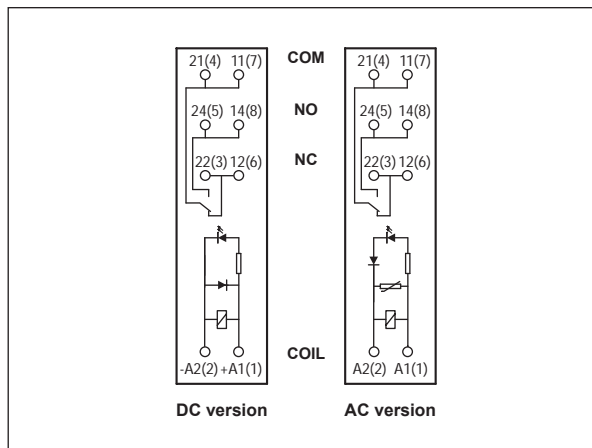 21(4) 11(7) COM 21(4) 11(7)
24(5) 14(8) NO 24(5) 14(8)
22(3) 12(6) NC 22(3) 12(6)
-A2(2) +A1(1) COIL A2(2) A1(1)
DC version AC version